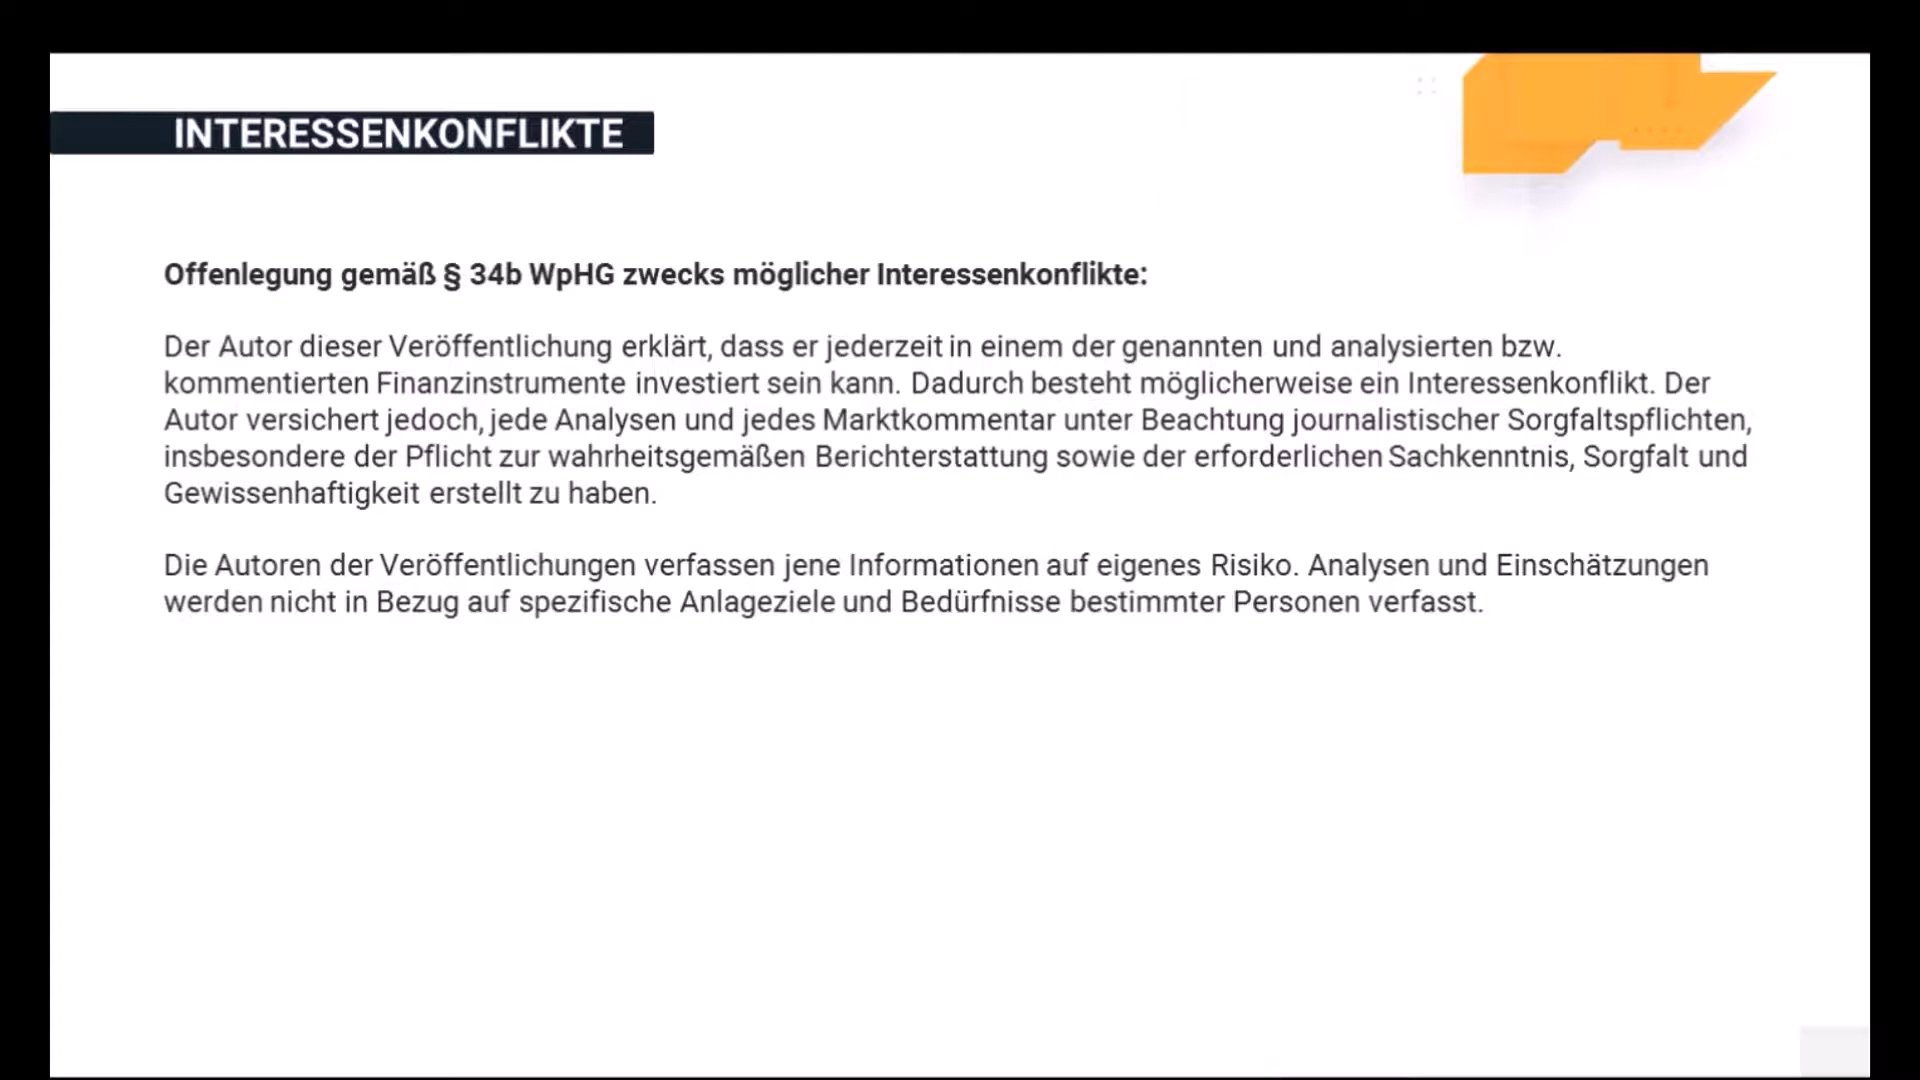 INTERESSENKONFLIKTE
Offenlegung gemäß § 34b WpHG zwecks möglicher Interessenkonflikte:
Der Autor dieser Veröffentlichung erklärt, dass er jederzeit in einem der genannten und analysierten bzw.
kommentierten Finanzinstrumente investiert sein kann. Dadurch besteht möglicherweise ein Interessenkonflikt. Der
Autor versichert jedoch, jede Analysen und jedes Marktkommentar unter Beachtung journalistischer Sorgfaltspflichten,
insbesondere der Pflicht zur wahrheitsgemäßen Berichterstattung sowie der erforderlichen Sachkenntnis, Sorgfalt und
Gewissenhaftigkeit erstellt zu haben.
Die Autoren der Veröffentlichungen verfassen jene Informationen auf eigenes Risiko. Analysen und Einschätzungen
werden nicht in Bezug auf spezifische Anlageziele und Bedürfnisse bestimmter Personen verfasst.